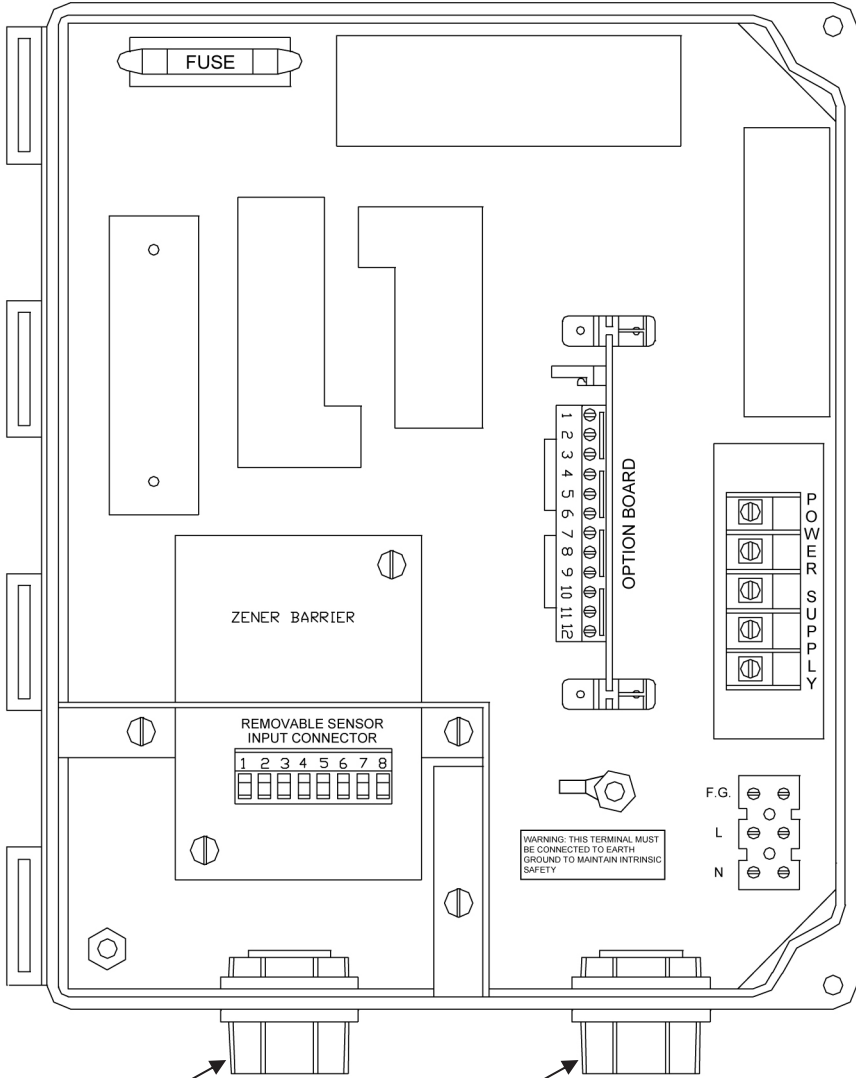 FUSE
1
2
3
4
5
6
7
8
9
10
11
12
OPTION BOARD
POWER SUPPLY
ZENER BARRIER
REMOVABLE SENSOR
INPUT CONNECTOR
1 2 3 4 5 6 7 8
F.G.
L
N
WARNING: THIS TERMINAL MUST
BE CONNECTED TO EARTH
GROUND TO MAINTAIN INTRINSIC
SAFETY